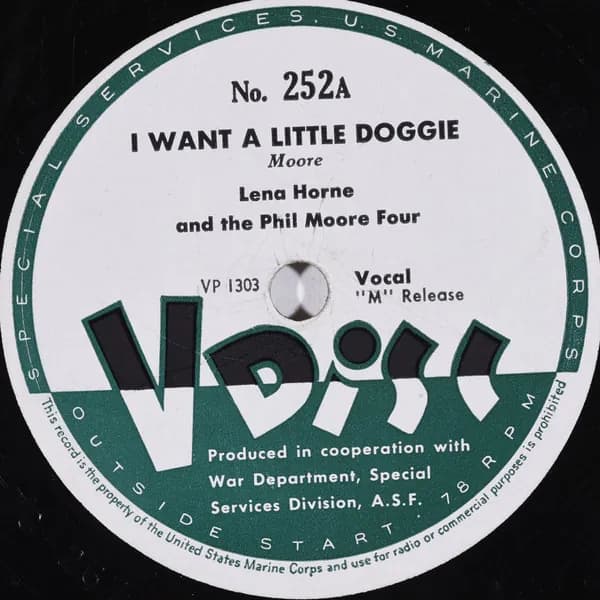 SPECIAL SERVICES, U.S. MARINE CORPS
No. 252A
I WANT A LITTLE DOGGIE
Moore
Lena Horne
and the Phil Moore Four
VP 1303
Vocal
"M" Release
V DISC
Produced in cooperation with
War Department, Special
Services Division, A.S.F.
OUTSIDE START · 78 RPM
This record is the property of the United States Marine Corps and use for radio or commercial purposes is prohibited